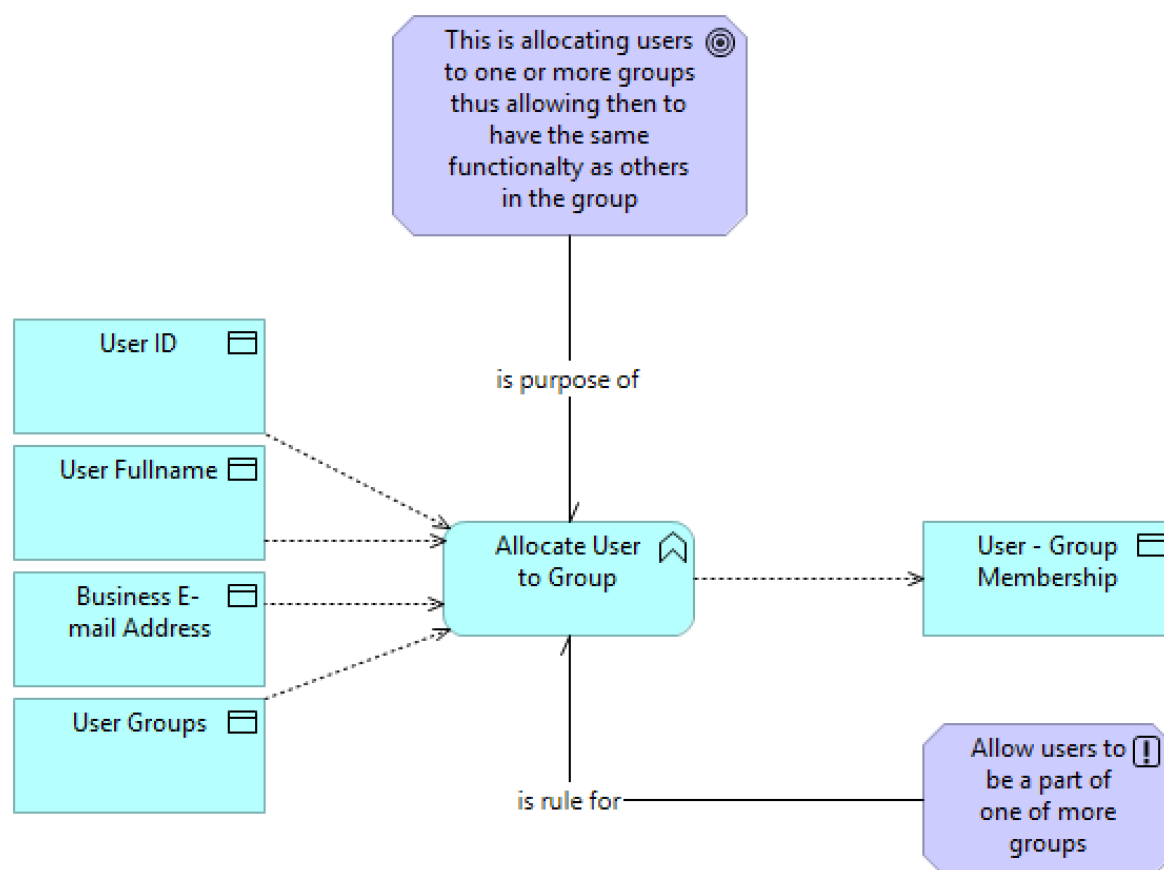 This is allocating users
to one or more groups
thus allowing then to
have the same
functionalty as others
in the group
is purpose of
User ID
User Fullname
Business E-
mail Address
User Groups
Allocate User
to Group
User - Group
Membership
is rule for
Allow users to
be a part of
one of more
groups